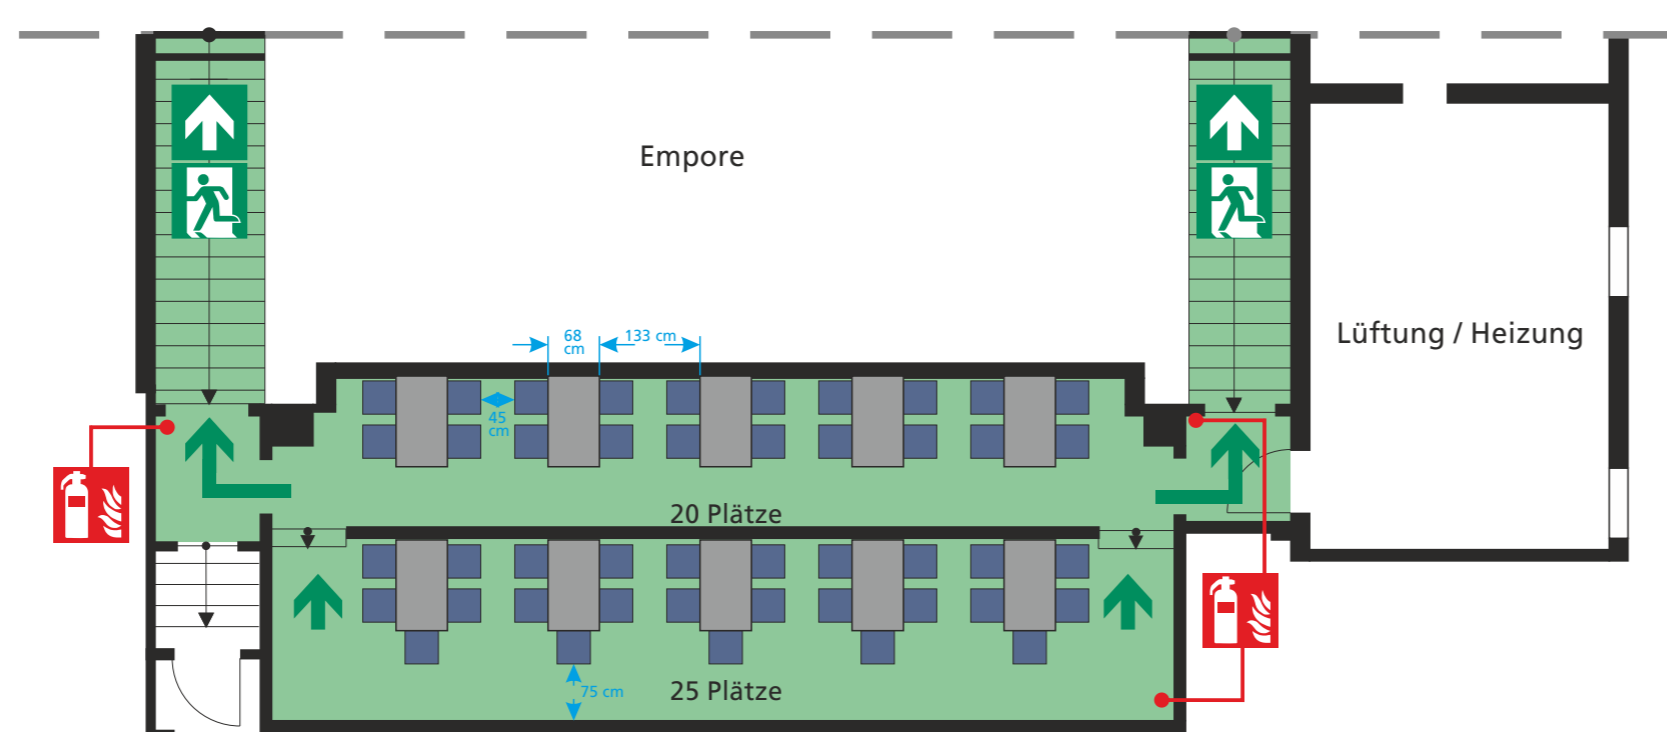 Empore
Lüftung / Heizung
68
cm
133 cm
45
cm
20 Plätze
75 cm
25 Plätze